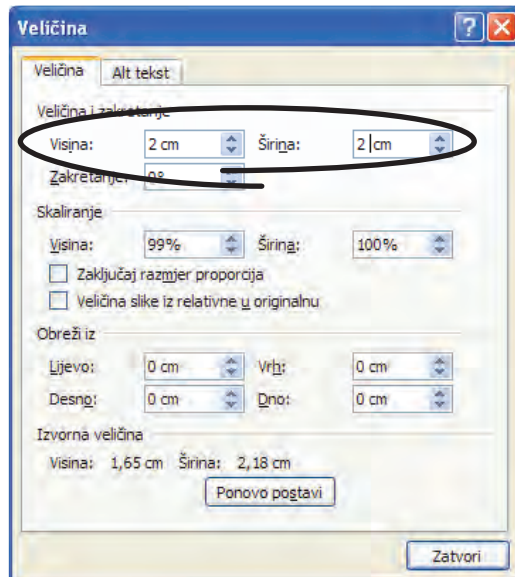 Veličina
Veličina Alt tekst
Veličina i zakretanje
Visina: 2 cm Širina: 2 cm
Zakretanje: 0°
Skaliranje
Visina: 99% Širina: 100%
Zaključaj razmjer proporcija
Veličina slike iz relativne u originalnu
Obreži iz
Lijevo: 0 cm Vrh: 0 cm
Desno: 0 cm Dno: 0 cm
Izvorna veličina
Visina: 1,65 cm Širina: 2,18 cm
Ponovo postavi
Zatvori